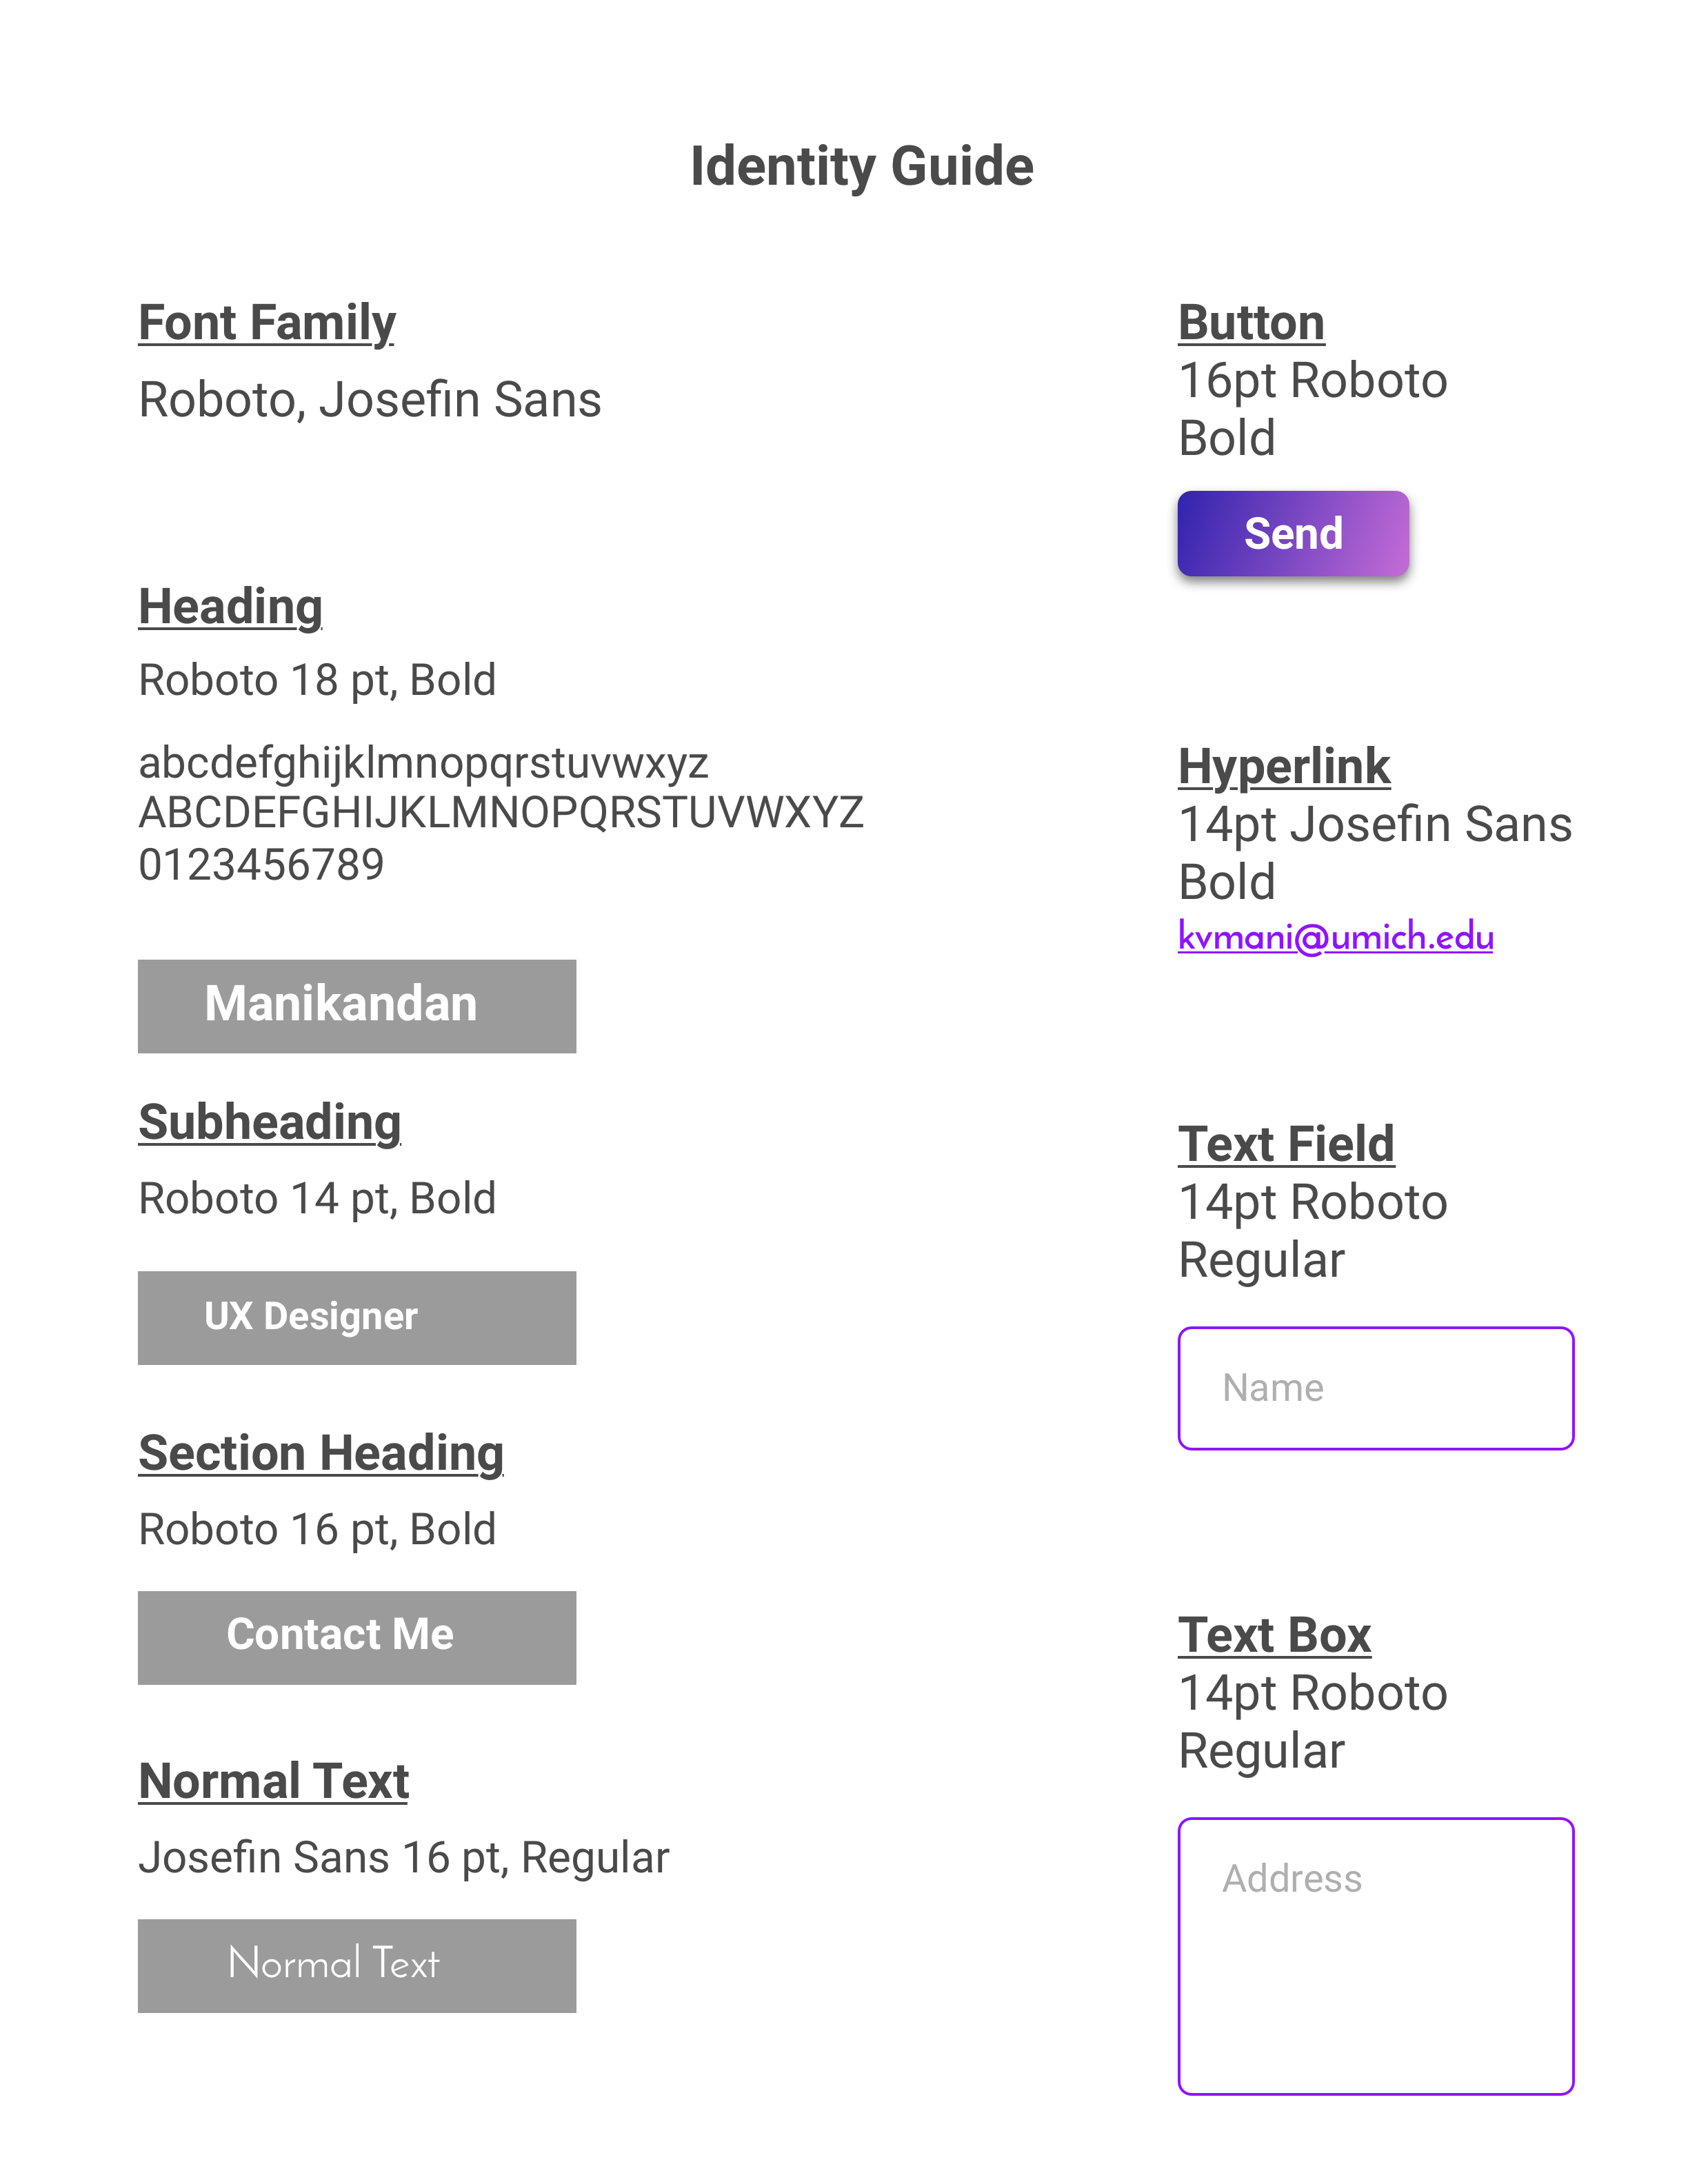 Identity Guide
Font Family
Roboto, Josefin Sans
Heading
Roboto 18 pt, Bold
abcdefghijklmnopqrstuvwxyz
ABCDEFGHIJKLMNOPQRSTUVWXYZ
0123456789
Manikandan
Subheading
Roboto 14 pt, Bold
UX Designer
Section Heading
Roboto 16 pt, Bold
Contact Me
Normal Text
Josefin Sans 16 pt, Regular
Normal Text
Button
16pt Roboto
Bold
Send
Hyperlink
14pt Josefin Sans
Bold
kvmani@umich.edu
Text Field
14pt Roboto
Regular
Name
Text Box
14pt Roboto
Regular
Address